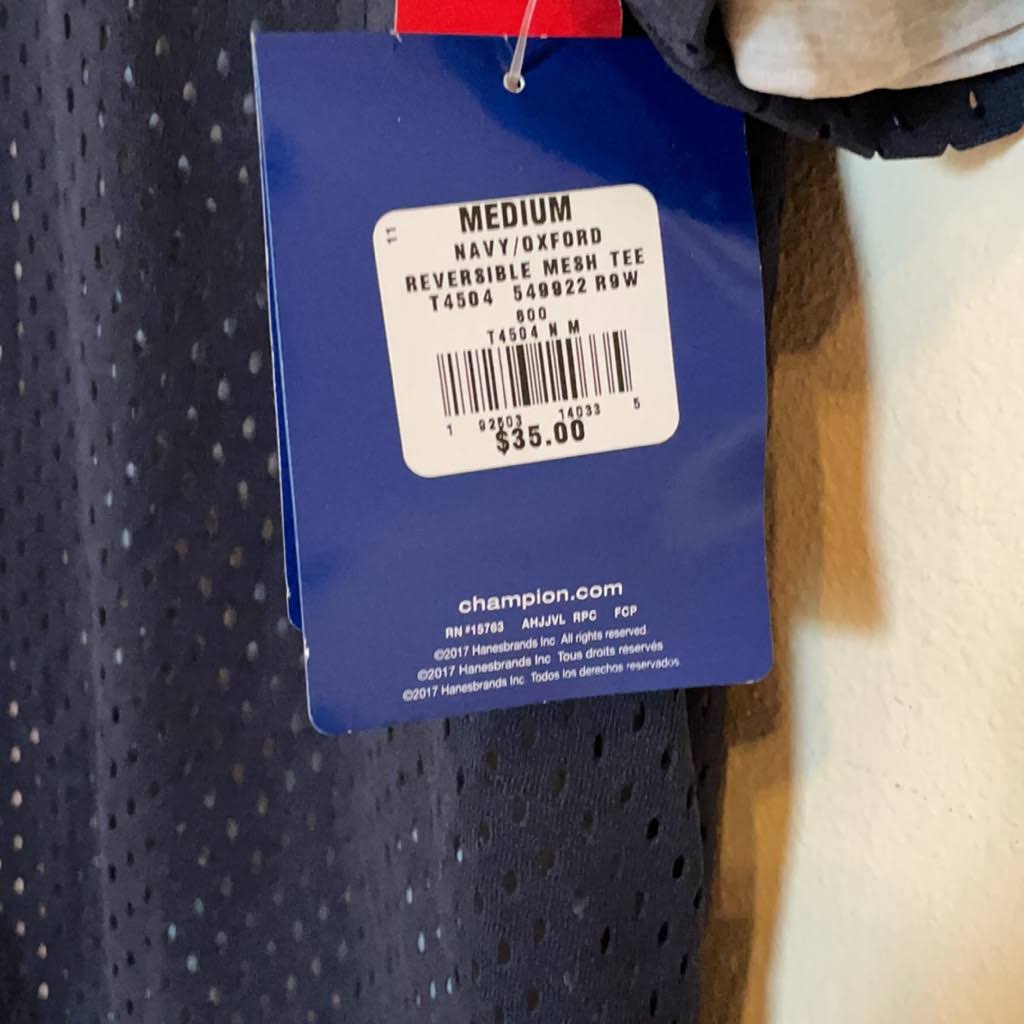 11
MEDIUM
NAVY/OXFORD
REVERSIBLE MESH TEE
T4504 549922 R9W
600
T4504 N M
1 92503 14033 5
$35.00
champion.com
RN#15763 AHJJVL RPC FCP
©2017 Hanesbrands Inc All rights reserved.
©2017 Hanesbrands Inc Tous droits réservés
©2017 Hanesbrands Inc. Todos los derechos reservados